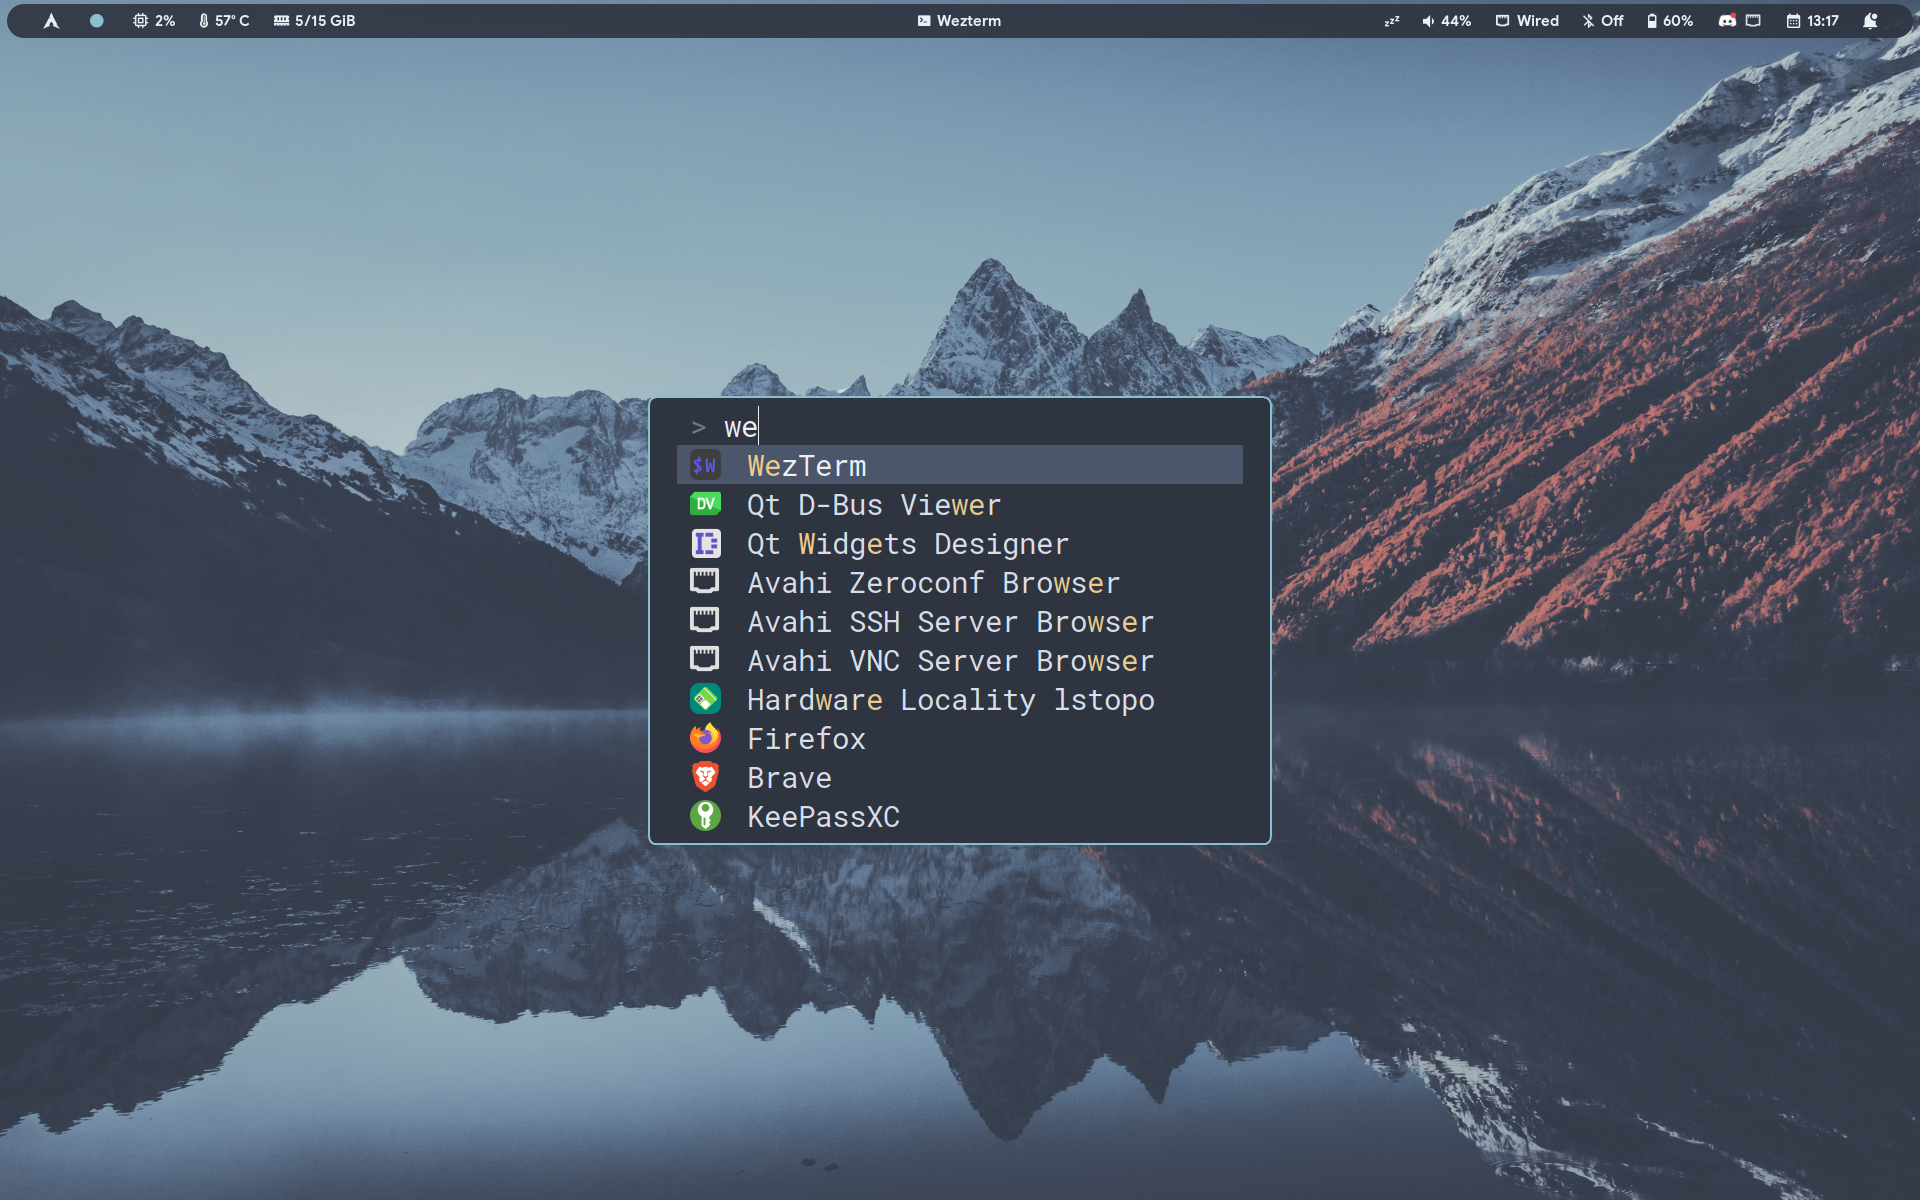 2% 57°C 5/15 GiB Wezterm zzz 44% Wired Off 60% 13:17
> we
$W WezTerm
DV Qt D-Bus Viewer
Qt Widgets Designer
Avahi Zeroconf Browser
Avahi SSH Server Browser
Avahi VNC Server Browser
Hardware Locality lstopo
Firefox
Brave
KeePassXC